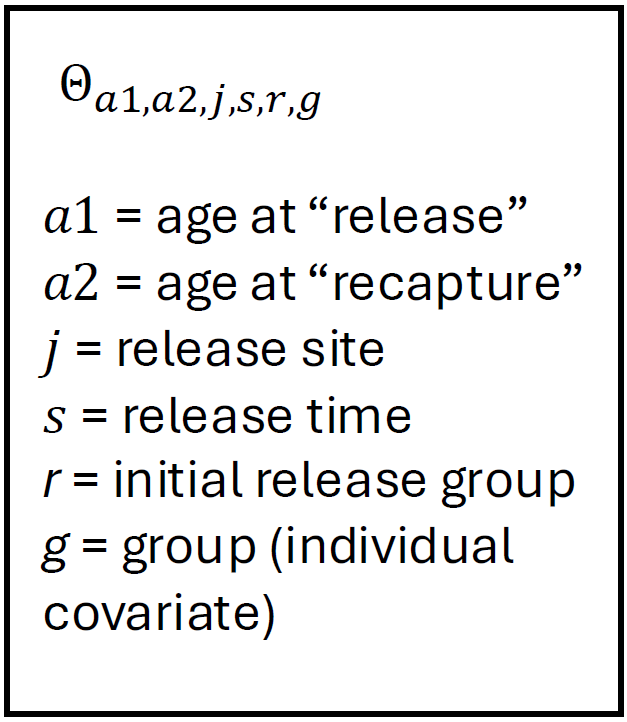 Θa1,a2,j,s,r,g
a1 = age at “release”
a2 = age at “recapture”
j = release site
s = release time
r = initial release group
g = group (individual
covariate)